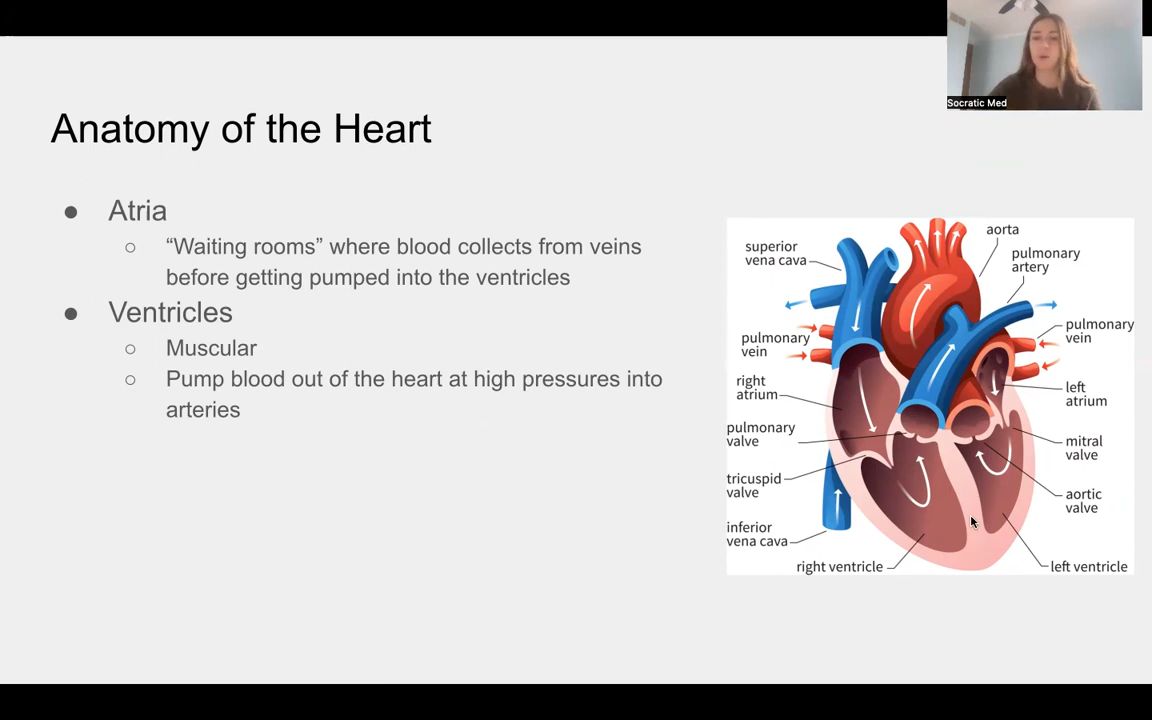 Socratic Med
Anatomy of the Heart
● Atria
○ “Waiting rooms” where blood collects from veins
before getting pumped into the ventricles
● Ventricles
○ Muscular
○ Pump blood out of the heart at high pressures into
arteries
superior
vena cava
pulmonary
vein
right
atrium
pulmonary
valve
tricuspid
valve
inferior
vena cava
right ventricle
aorta
pulmonary
artery
pulmonary
vein
left
atrium
mitral
valve
aortic
valve
left ventricle